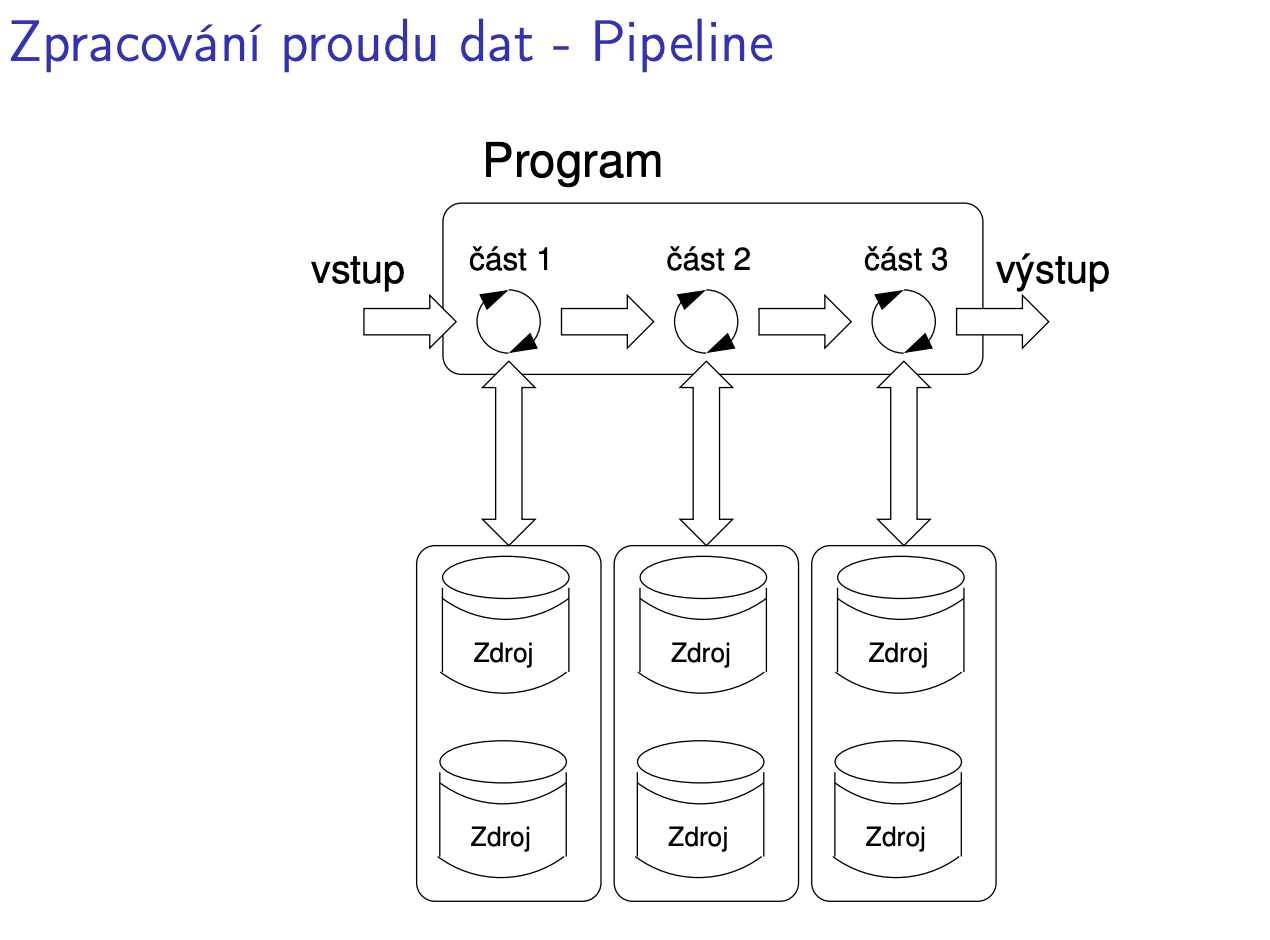 Zpracování proudu dat - Pipeline
Program
vstup
část 1
část 2
část 3
výstup
Zdroj
Zdroj
Zdroj
Zdroj
Zdroj
Zdroj